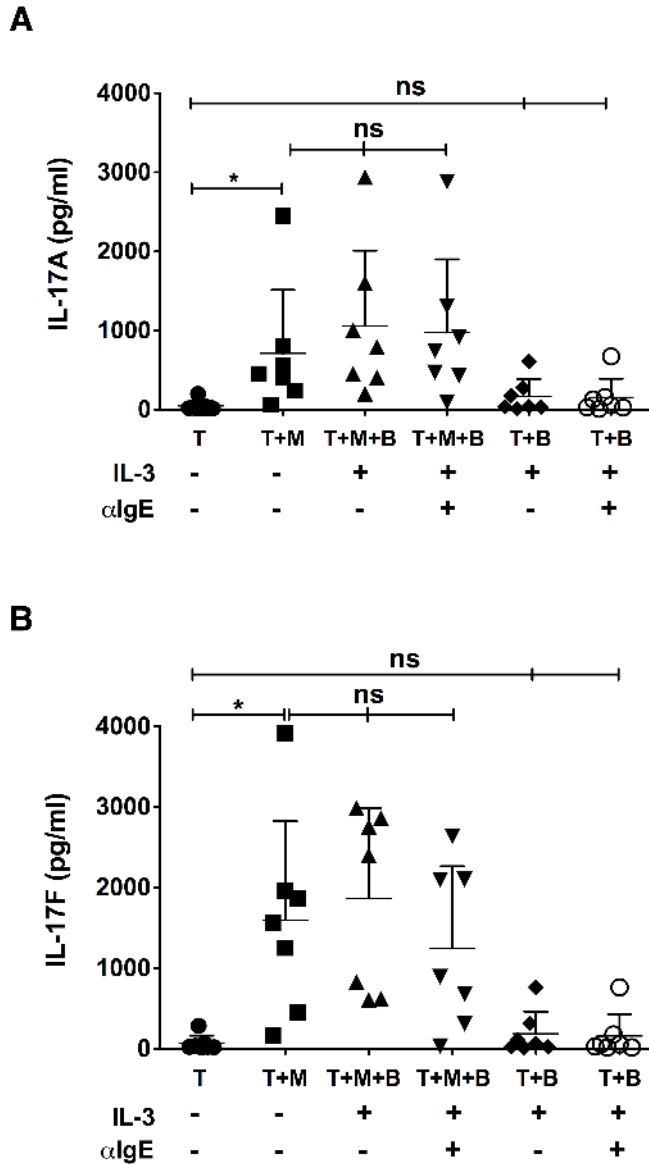 A
ns
4000
ns
3000
*
IL-17A (pg/ml)
2000
1000
0
T T+M T+M+B T+M+B T+B T+B
IL-3 - - + + + +
αIgE - - - + - +
B
ns
4000
* ns
3000
IL-17F (pg/ml)
2000
1000
0
T T+M T+M+B T+M+B T+B T+B
IL-3 - - + + + +
αIgE - - - + - +